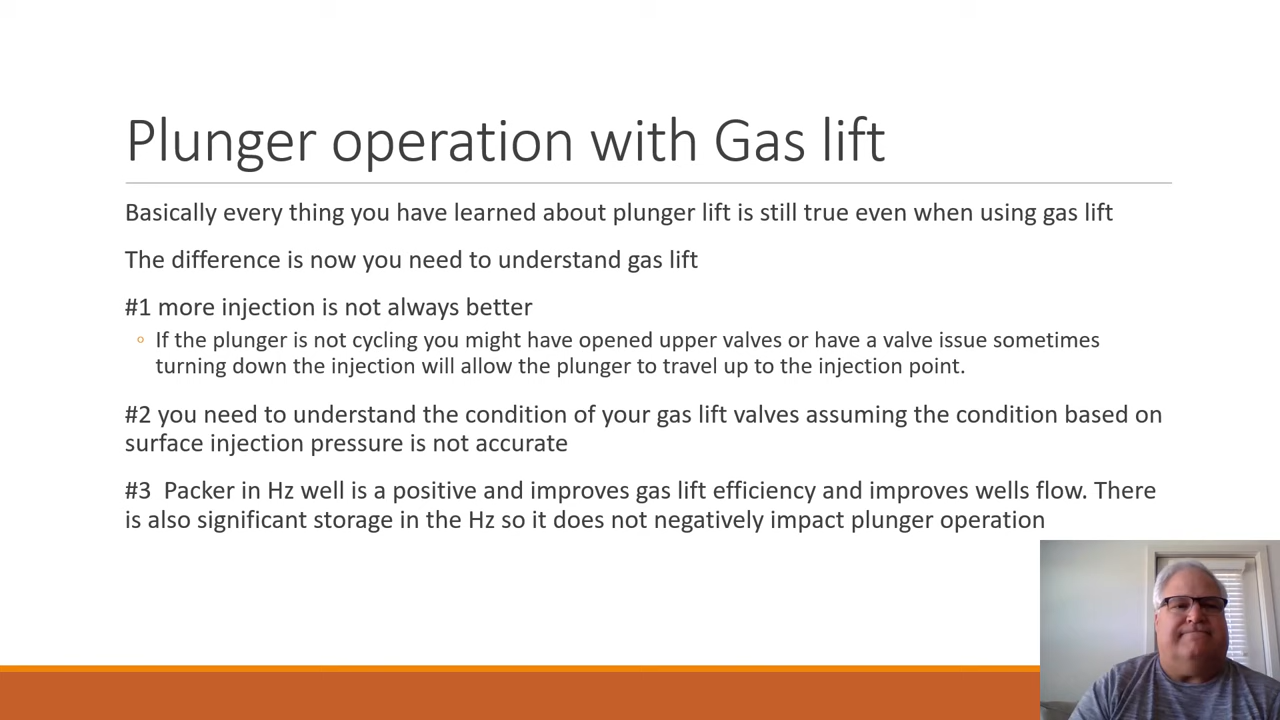 Plunger operation with Gas lift
Basically every thing you have learned about plunger lift is still true even when using gas lift
The difference is now you need to understand gas lift
#1 more injection is not always better
◦ If the plunger is not cycling you might have opened upper valves or have a valve issue sometimes
turning down the injection will allow the plunger to travel up to the injection point.
#2 you need to understand the condition of your gas lift valves assuming the condition based on
surface injection pressure is not accurate
#3  Packer in Hz well is a positive and improves gas lift efficiency and improves wells flow. There
is also significant storage in the Hz so it does not negatively impact plunger operation